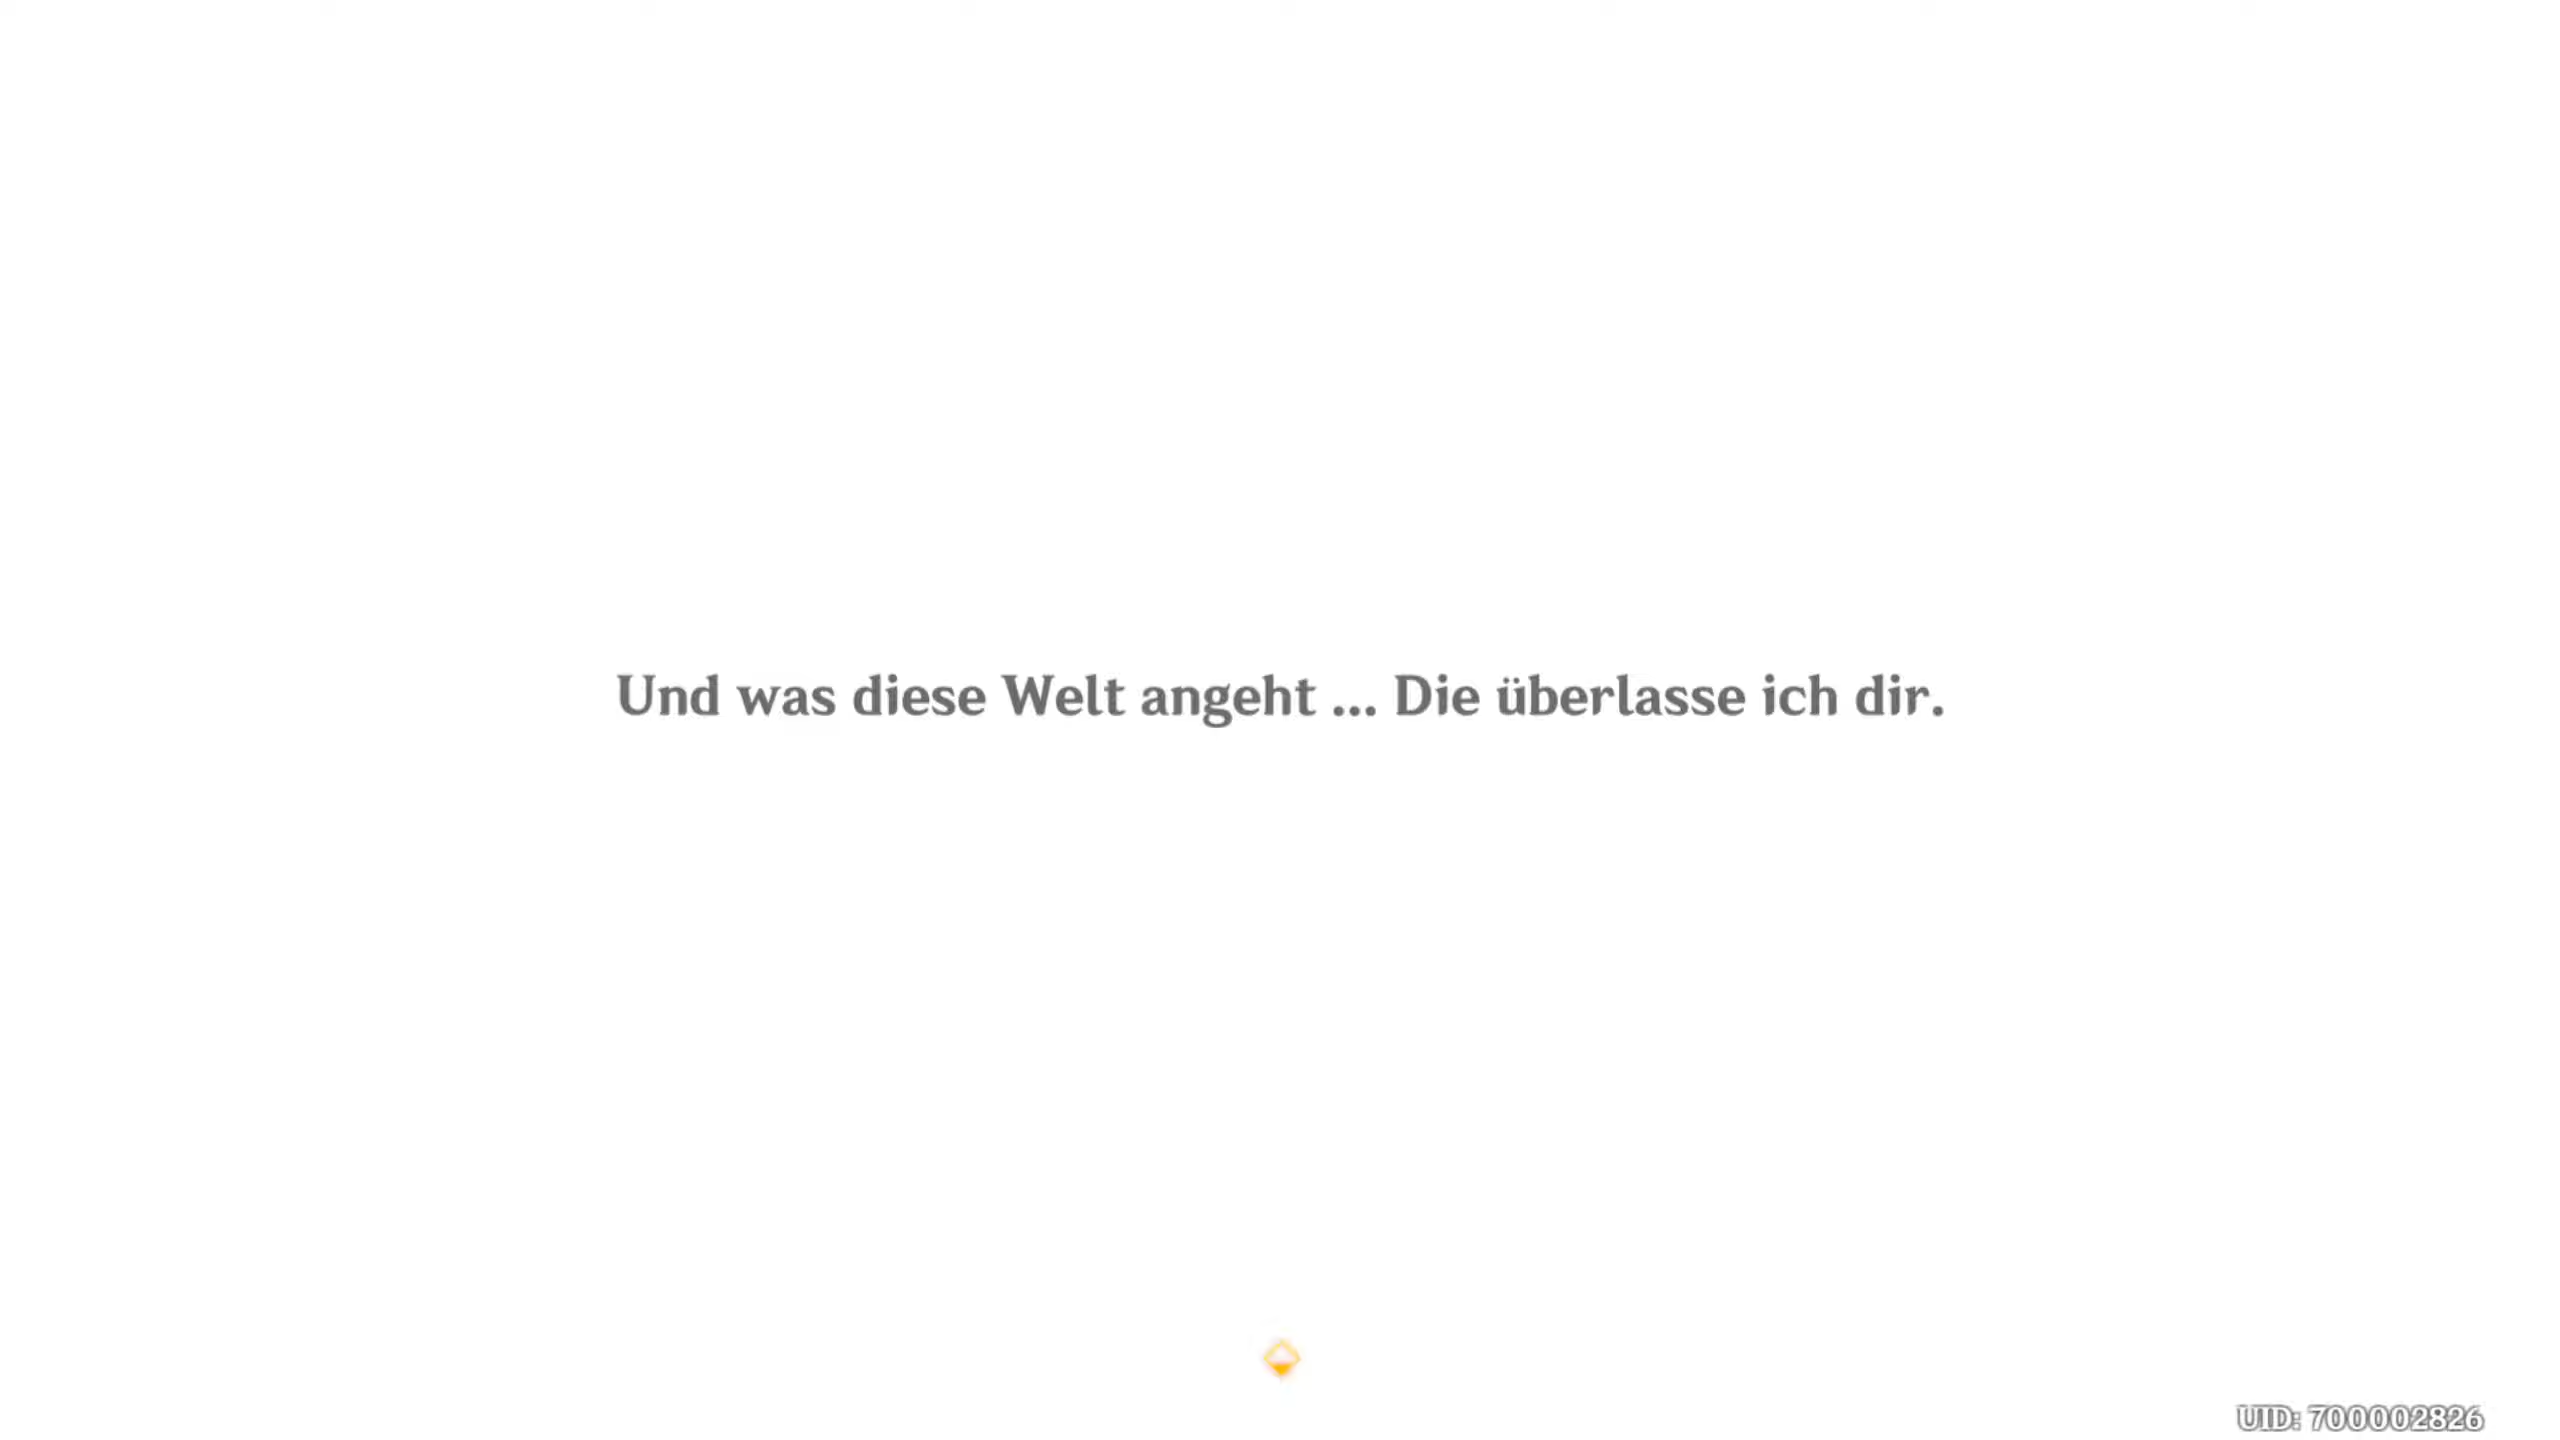 Und was diese Welt angeht ... Die überlasse ich dir.
UID: 700002826